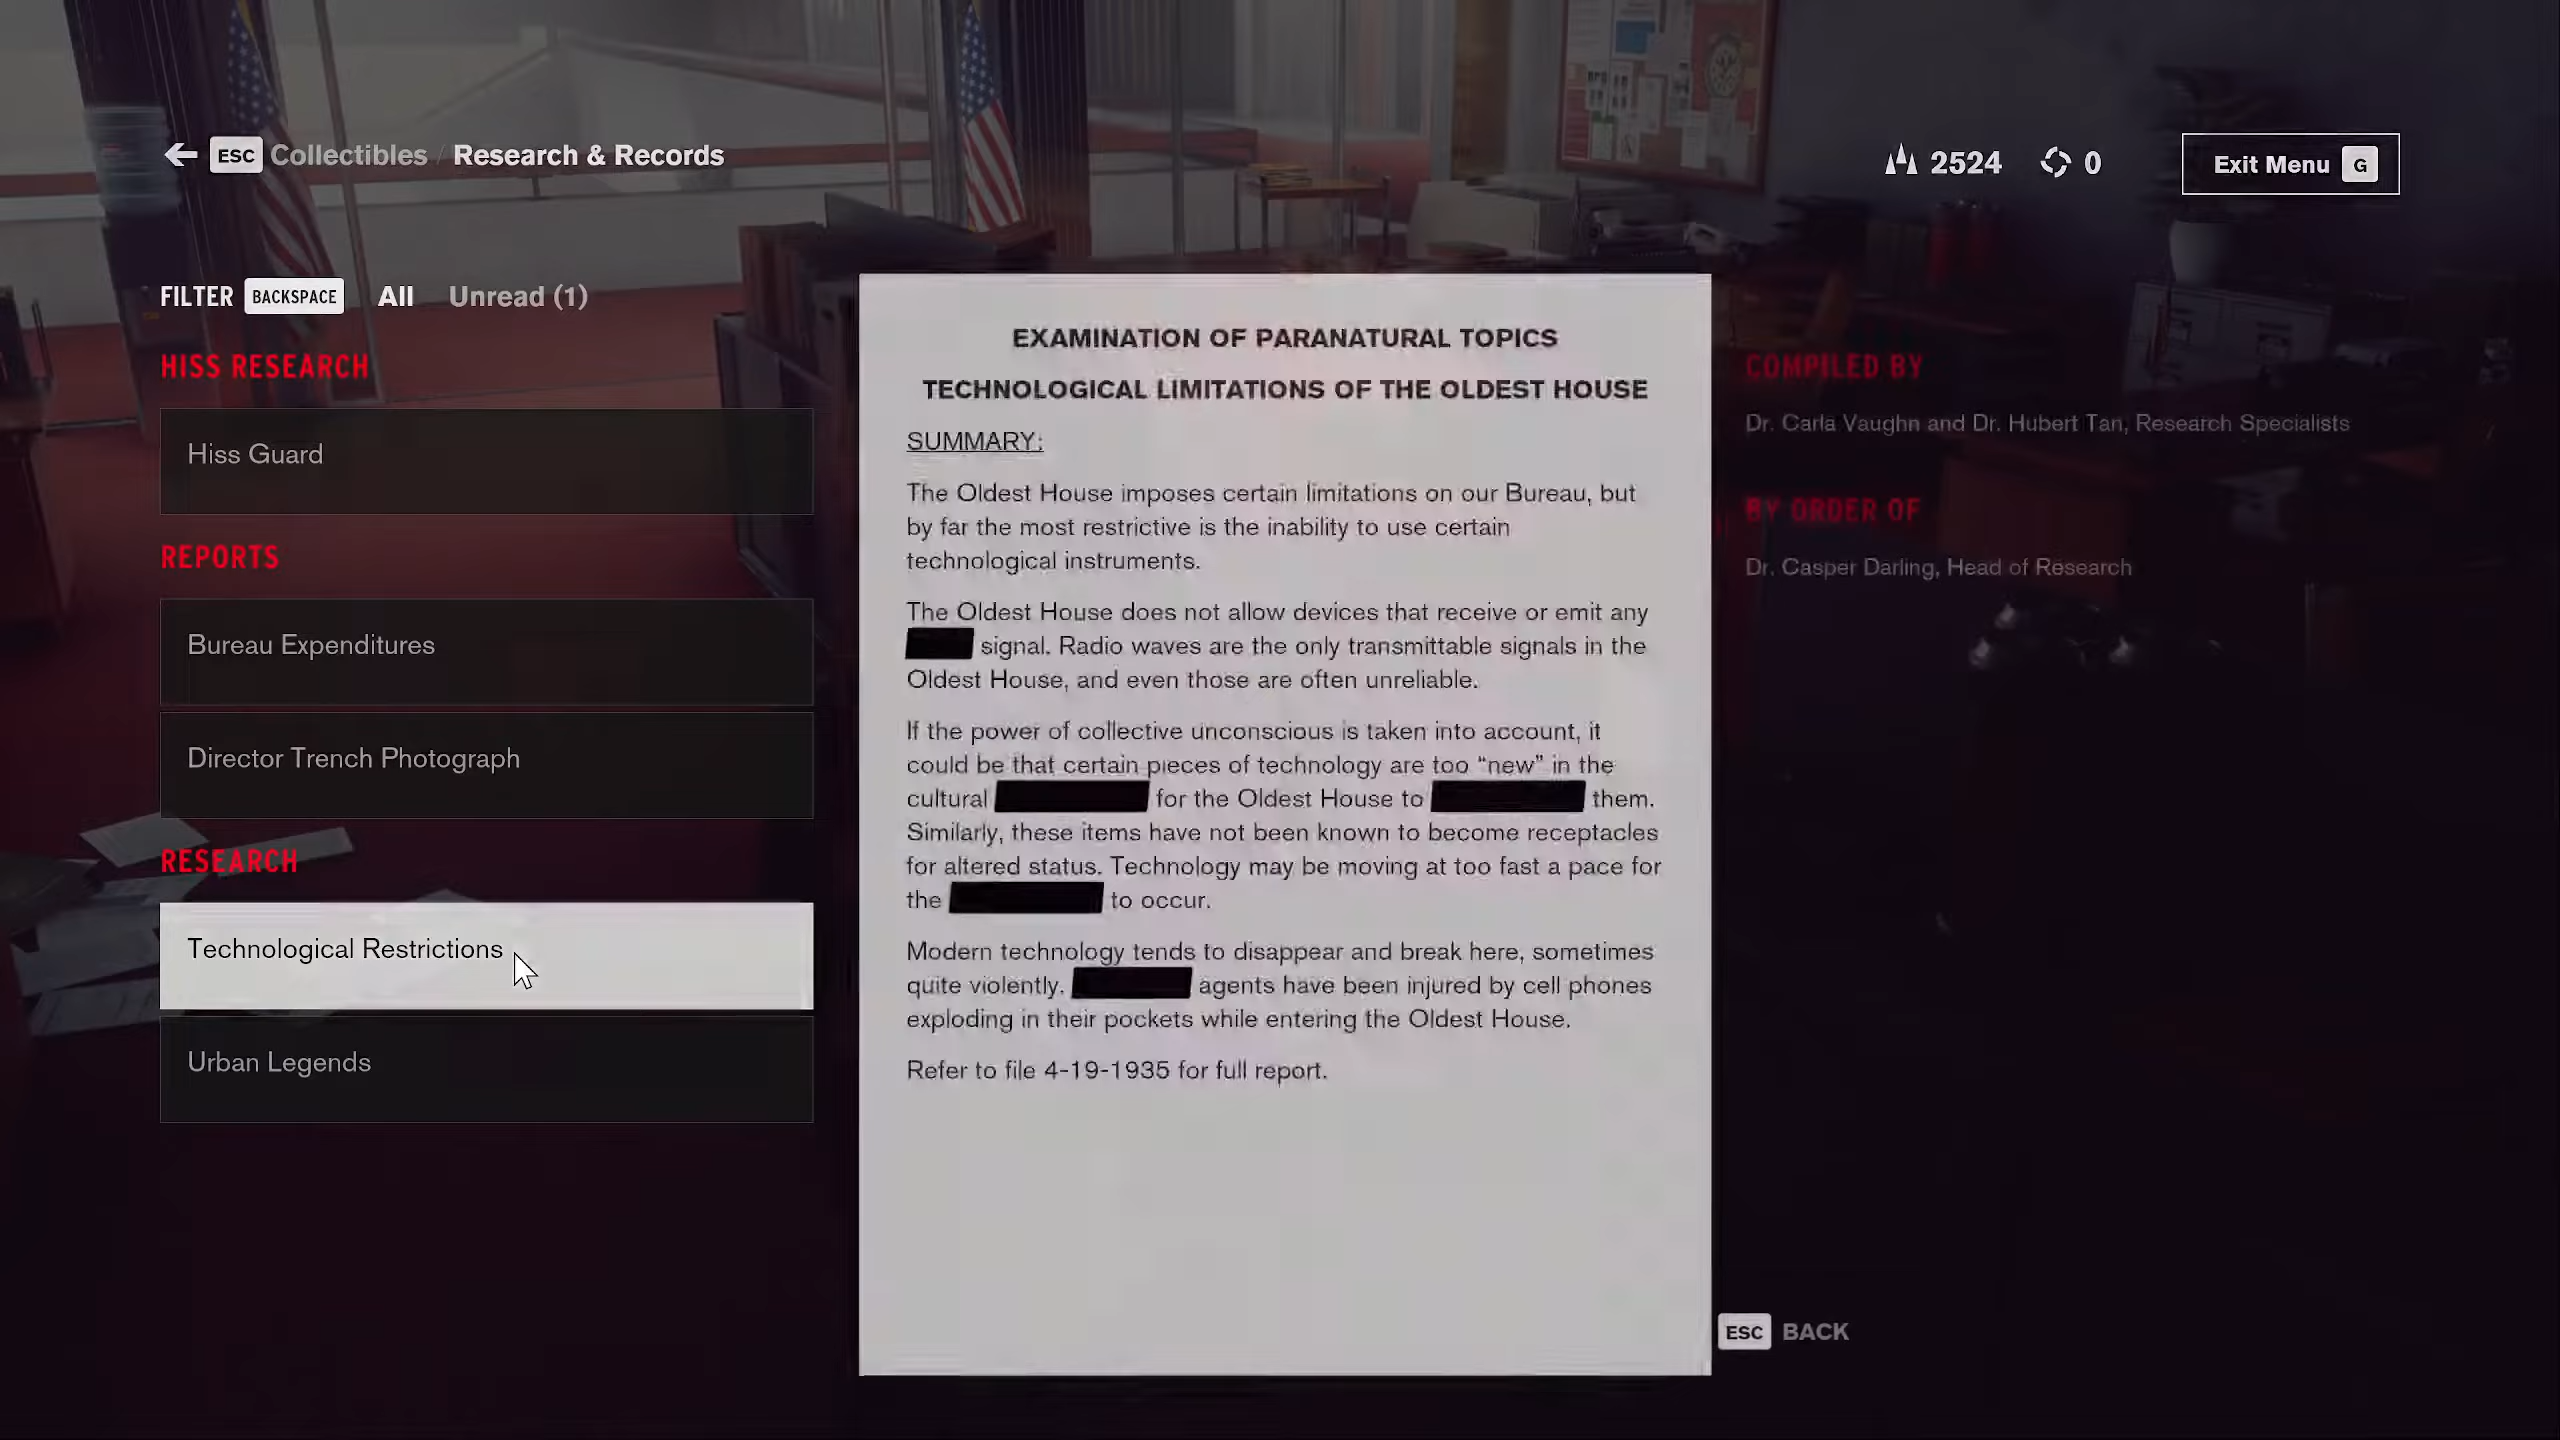 ESC Collectibles / Research & Records
2524 0 Exit Menu G
FILTER BACKSPACE All Unread (1)
HISS RESEARCH
Hiss Guard
REPORTS
Bureau Expenditures
Director Trench Photograph
RESEARCH
Technological Restrictions
Urban Legends
EXAMINATION OF PARANATURAL TOPICS
TECHNOLOGICAL LIMITATIONS OF THE OLDEST HOUSE
SUMMARY:
The Oldest House imposes certain limitations on our Bureau, but
by far the most restrictive is the inability to use certain
technological instruments.
The Oldest House does not allow devices that receive or emit any
signal. Radio waves are the only transmittable signals in the
Oldest House, and even those are often unreliable.
If the power of collective unconscious is taken into account, it
could be that certain pieces of technology are too “new” in the
cultural for the Oldest House to them.
Similarly, these items have not been known to become receptacles
for altered status. Technology may be moving at too fast a pace for
the to occur.
Modern technology tends to disappear and break here, sometimes
quite violently. agents have been injured by cell phones
exploding in their pockets while entering the Oldest House.
Refer to file 4-19-1935 for full report.
COMPILED BY
Dr. Carla Vaughn and Dr. Hubert Tan, Research Specialists
BY ORDER OF
Dr. Casper Darling, Head of Research
ESC BACK